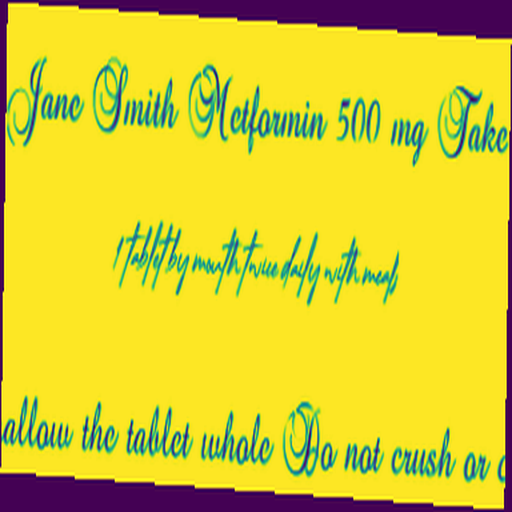 Jane Smith Metformin 500 mg Take
1 tablet by mouth twice daily with meals
allow the tablet whole Do not crush or